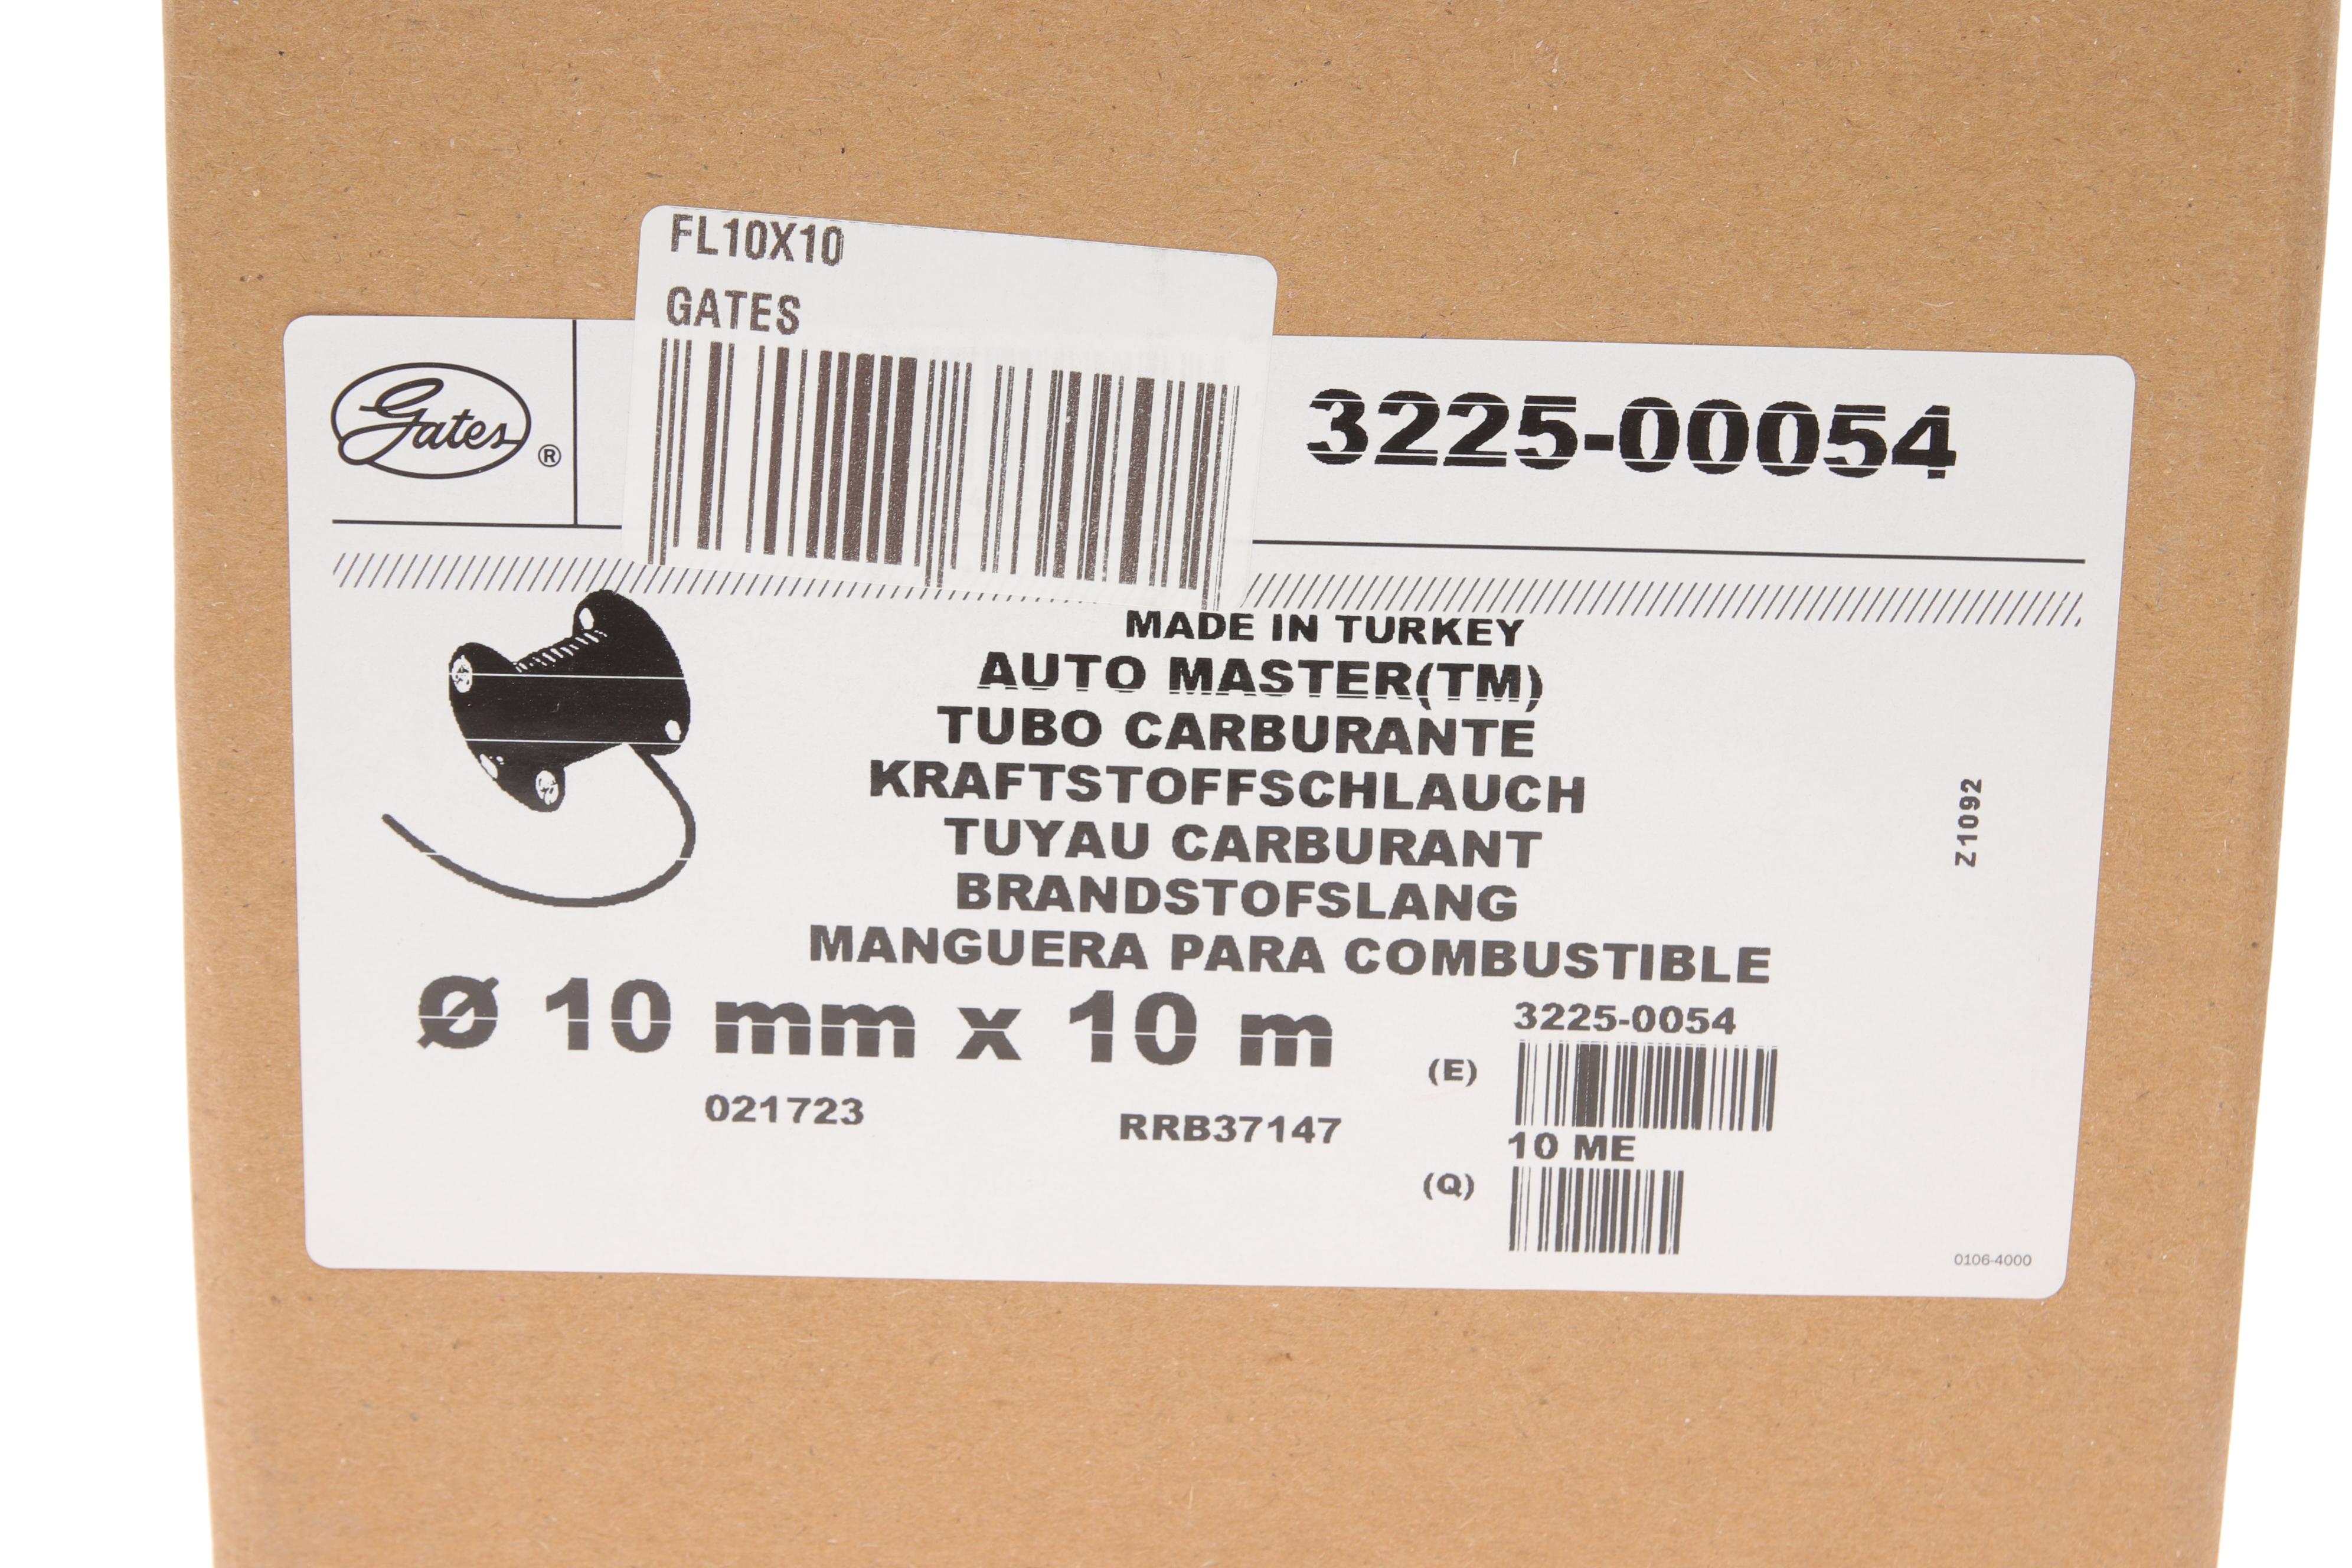 FL10X10
GATES
Gates ®
3225-00054
MADE IN TURKEY
AUTO MASTER(TM)
TUBO CARBURANTE
KRAFTSTOFFSCHLAUCH
TUYAU CARBURANT
BRANDSTOFSLANG
MANGUERA PARA COMBUSTIBLE
Z1092
Ø 10 mm x 10 m
3225-0054
(E)
021723
RRB37147
10 ME
(Q)
0106-4000